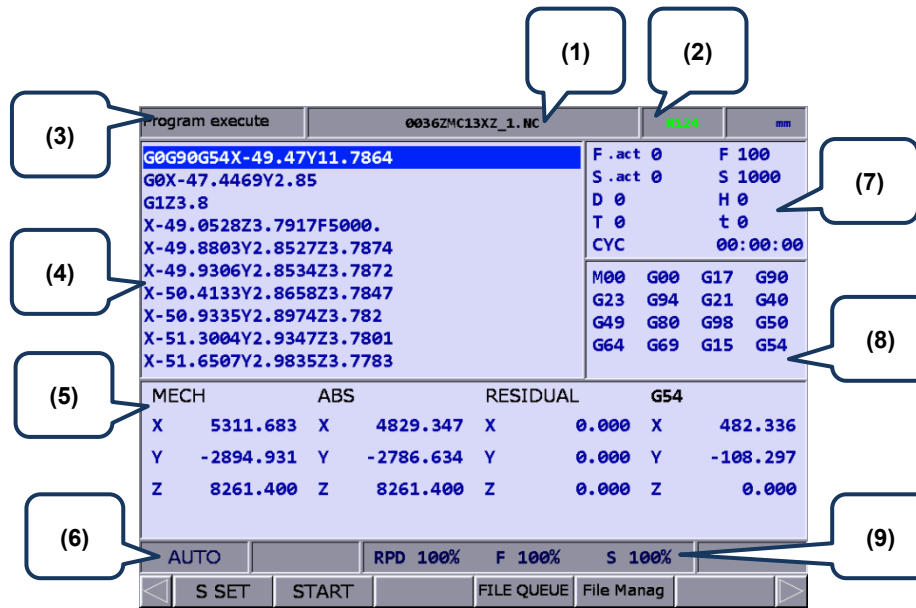 (1)
(2)
(3)
Program execute 0036ZMC13XZ_1.NC N124 mm
G0G90G54X-49.47Y11.7864
G0X-47.4469Y2.85
G1Z3.8
X-49.0528Z3.7917F5000.
X-49.8803Y2.8527Z3.7874
X-49.9306Y2.8534Z3.7872
X-50.4133Y2.8658Z3.7847
X-50.9335Y2.8974Z3.782
X-51.3004Y2.9347Z3.7801
X-51.6507Y2.9835Z3.7783
F.act 0 F 100
S.act 0 S 1000
D 0 H 0
T 0 t 0
CYC 00:00:00
(7)
(4)
M00 G00 G17 G90
G23 G94 G21 G40
G49 G80 G98 G50
G64 G69 G15 G54
(8)
(5)
MECH ABS RESIDUAL G54
X 5311.683 X 4829.347 X 0.000 X 482.336
Y -2894.931 Y -2786.634 Y 0.000 Y -108.297
Z 8261.400 Z 8261.400 Z 0.000 Z 0.000
(6)
(9)
AUTO RPD 100% F 100% S 100%
S SET START FILE QUEUE File Manag